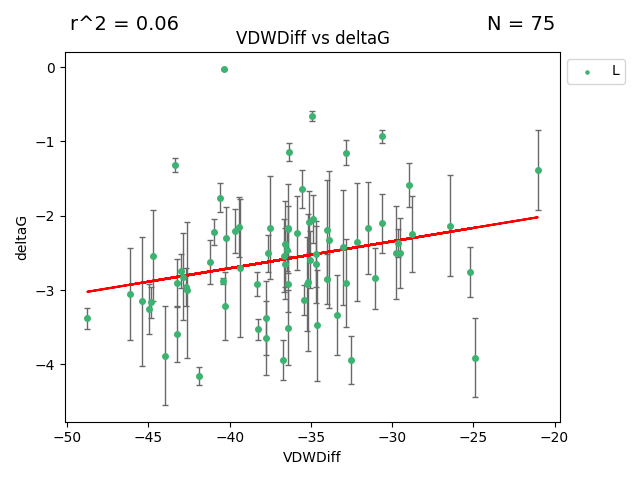 r^2 = 0.06
N = 75
VDWDiff vs deltaG
L
0
−1
−2
−3
−4
deltaG
−50 −45 −40 −35 −30 −25 −20
VDWDiff